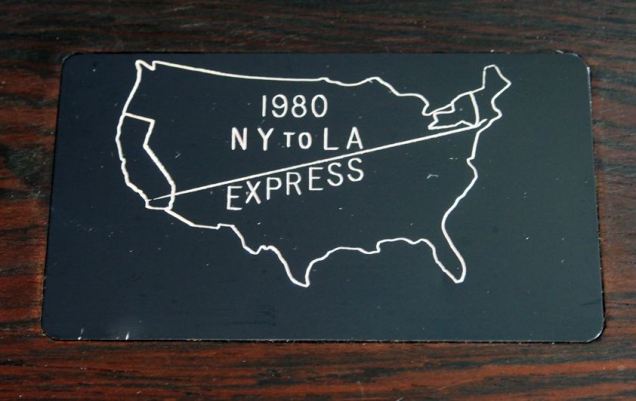 1980
NY TO LA
EXPRESS